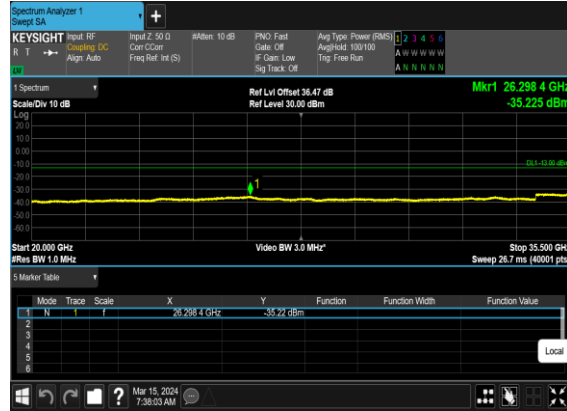 Spectrum Analyzer 1
Swept SA
+
KEYSIGHT Input: RF Input Z: 50 Ω #Atten: 10 dB PNO: Fast Avg Type: Power (RMS) 1 2 3 4 5 6
R T Coupling: DC Corr CCorr Gate: Off Avg|Hold: 100/100 A W W W W W
Align: Auto Freq Ref: Int (S) IF Gain: Low Trig: Free Run
Sig Track: Off A N N N N N
LW
1 Spectrum Ref Lvl Offset 36.47 dB Mkr1 26.298 4 GHz
Scale/Div 10 dB Ref Level 30.00 dBm -35.225 dBm
Log
20.0
10.0
0.00
-10.0
DL1 -13.00 dBm
-20.0
-30.0
1
-40.0
-50.0
-60.0
Start 20.000 GHz Video BW 3.0 MHz* Stop 35.500 GHz
#Res BW 1.0 MHz Sweep 26.7 ms (40001 pts)
5 Marker Table
Mode Trace Scale X Y Function Function Width Function Value
1 N 1 f 26.298 4 GHz -35.22 dBm
2
3
4
5
6
Local
? Mar 15, 2024
7:38:03 AM